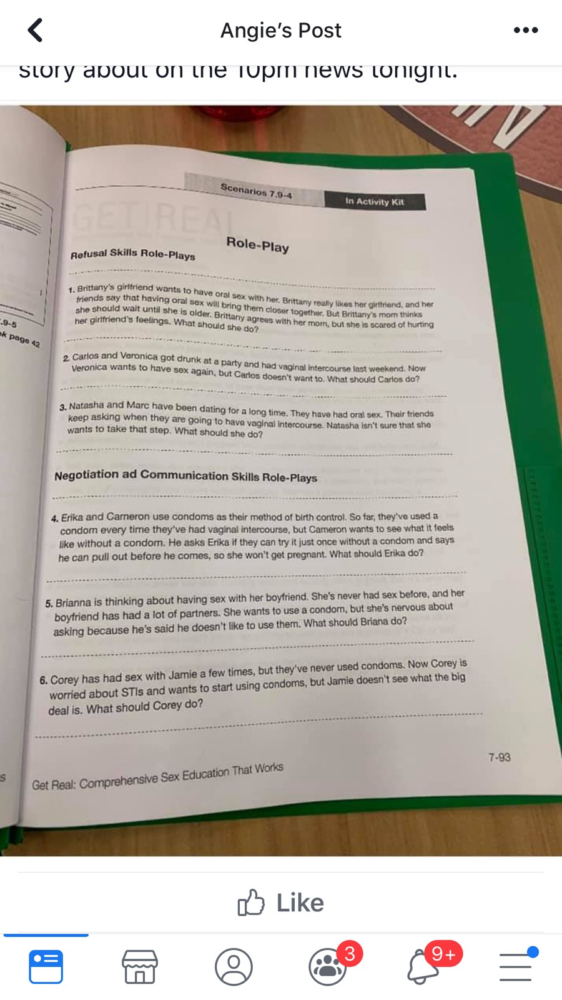 Angie's Post
story about on the 10pm news tonight.
Scenarios 7.9-4
In Activity Kit
GET REAL
Role-Play
Refusal Skills Role-Plays
1. Brittany's girlfriend wants to have oral sex with her. Brittany really likes her girlfriend, and her
friends say that having oral sex will bring them closer together. But Brittany's mom thinks
she should wait until she is older. Brittany agrees with her mom, but she is scared of hurting
her girlfriend's feelings. What should she do?
2. Carlos and Veronica got drunk at a party and had vaginal intercourse last weekend. Now
Veronica wants to have sex again, but Carlos doesn't want to. What should Carlos do?
3. Natasha and Marc have been dating for a long time. They have had oral sex. Their friends
keep asking when they are going to have vaginal intercourse. Natasha isn't sure that she
wants to take that step. What should she do?
Negotiation ad Communication Skills Role-Plays
4. Erika and Cameron use condoms as their method of birth control. So far, they've used a
condom every time they've had vaginal intercourse, but Cameron wants to see what it feels
like without a condom. He asks Erika if they can try it just once without a condom and says
he can pull out before he comes, so she won't get pregnant. What should Erika do?
5. Brianna is thinking about having sex with her boyfriend. She's never had sex before, and her
boyfriend has had a lot of partners. She wants to use a condom, but she's nervous about
asking because he's said he doesn't like to use them. What should Briana do?
6. Corey has had sex with Jamie a few times, but they've never used condoms. Now Corey is
worried about STIs and wants to start using condoms, but Jamie doesn't see what the big
deal is. What should Corey do?
7-93
Get Real: Comprehensive Sex Education That Works
.9-5
ok page 42
s
Like
3
9+